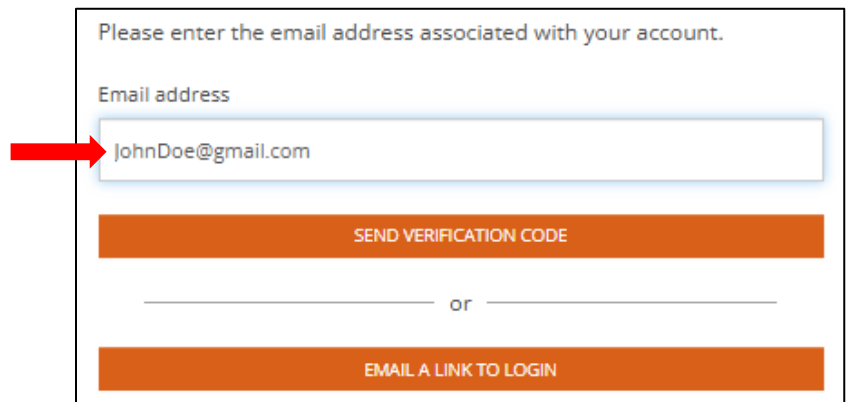 Please enter the email address associated with your account.
Email address
JohnDoe@gmail.com
SEND VERIFICATION CODE
or
EMAIL A LINK TO LOGIN